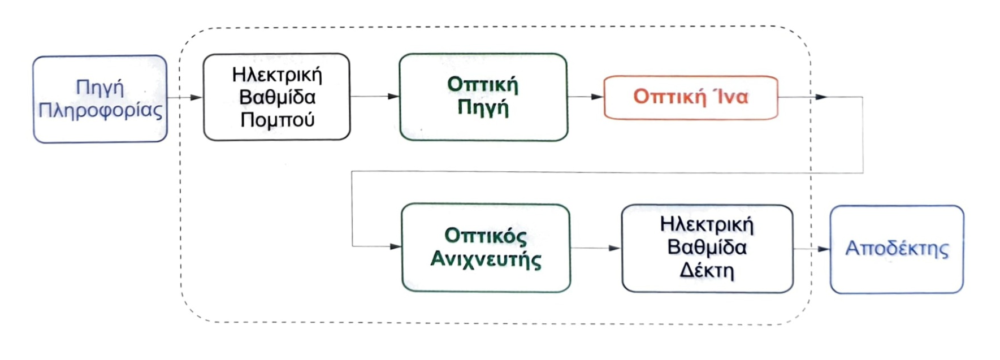 Πηγή
Πληροφορίας
Ηλεκτρική
Βαθμίδα
Πομπού
Οπτική
Πηγή
Οπτική Ίνα
Οπτικός
Ανιχνευτής
Ηλεκτρική
Βαθμίδα
Δέκτη
Αποδέκτης